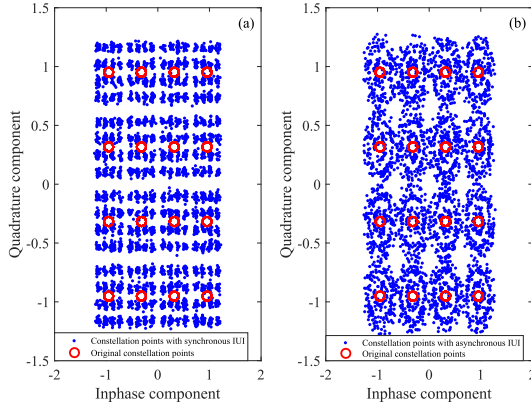 (a)
1.5
1
0.5
0
-0.5
-1
-1.5
Quadrature component
Constellation points with synchronous IUI
Original constellation points
-2 -1 0 1 2
Inphase component
(b)
1.5
1
0.5
0
-0.5
-1
-1.5
Quadrature component
Constellation points with asynchronous IUI
Original constellation points
-2 -1 0 1 2
Inphase component